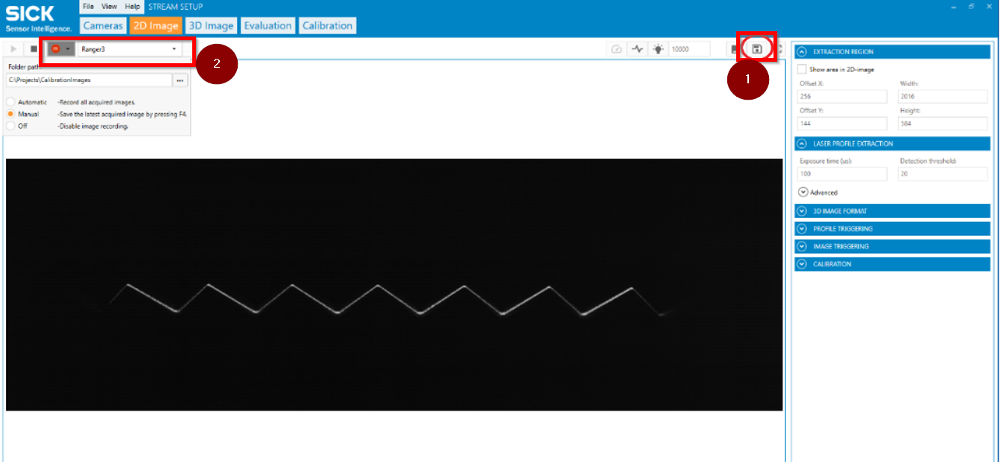 SICK
Sensor Intelligence.
File View Help STREAM SETUP
Cameras 2D Image 3D Image Evaluation Calibration
Ranger3
2
10000
1
Folder path:
C:\Projects\CalibrationImages
...
Automatic -Record all acquired images.
Manual -Save the latest acquired image by pressing F4.
Off -Disable image recording.
EXTRACTION REGION
Show area in 2D-image
Offset X: Width:
256 2016
Offset Y: Height:
144 584
LASER PROFILE EXTRACTION
Exposure time (us): Detection threshold:
100 20
Advanced
3D IMAGE FORMAT
PROFILE TRIGGERING
IMAGE TRIGGERING
CALIBRATION